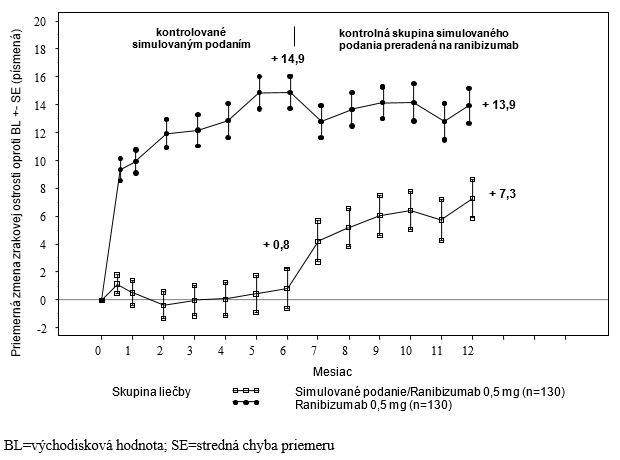 kontrolované
simulovaným podaním
kontrolná skupina simulovaného
podania preradená na ranibizumab
Priemerná zmena zrakovej ostrosti oproti BL +- SE (písmená)
20
18
16
14
12
10
8
6
4
2
0
-2
+ 14,9
+ 13,9
+ 7,3
+ 0,8
0 1 2 3 4 5 6 7 8 9 10 11 12
Mesiac
Skupina liečby
Simulované podanie/Ranibizumab 0,5 mg (n=130)
Ranibizumab 0,5 mg (n=130)
BL=východisková hodnota; SE=stredná chyba priemeru